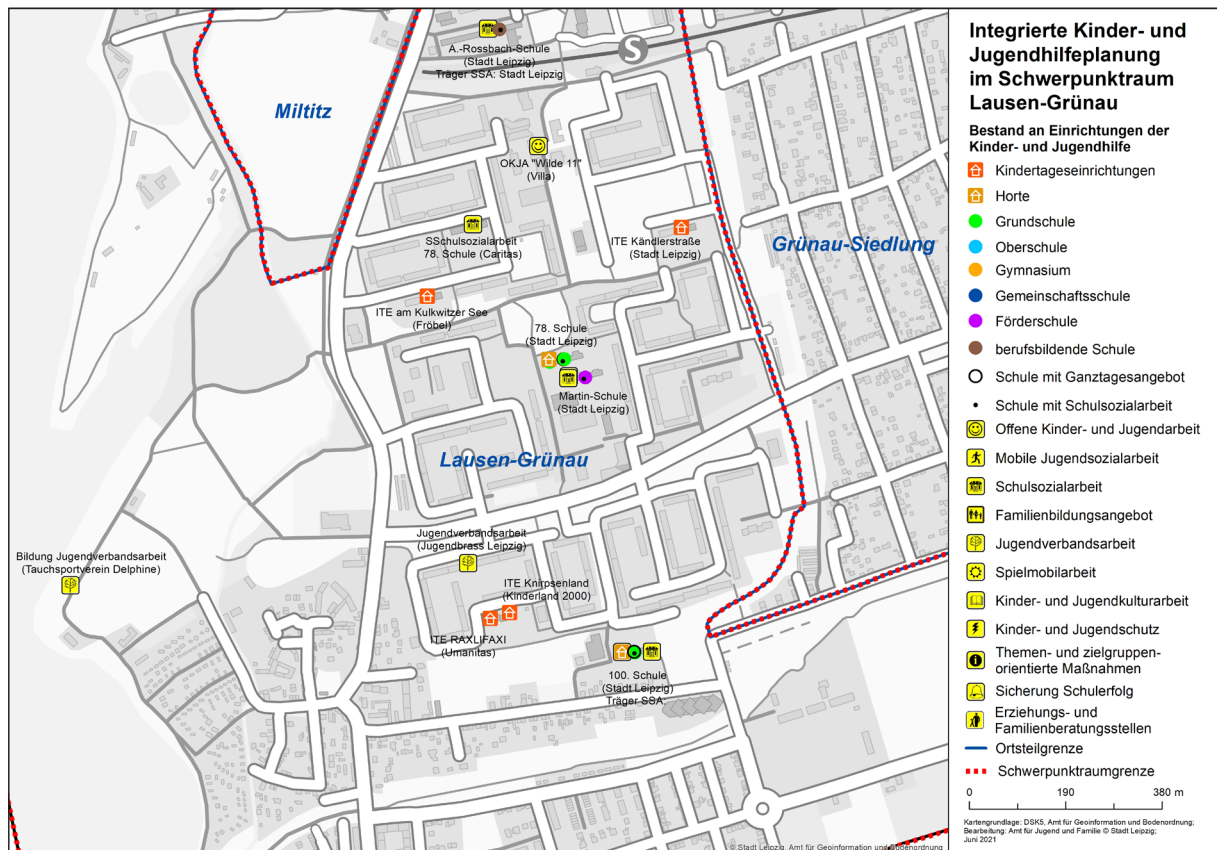 A.-Rossbach-Schule
(Stadt Leipzig)
Träger SSA: Stadt Leipzig
S
Miltitz
OKJA "Wilde 11"
(Villa)
SSchulsozialarbeit
78. Schule (Caritas)
ITE Kändlerstraße
(Stadt Leipzig)
Grünau-Siedlung
ITE am Kulkwitzer See
(Fröbel)
78. Schule
(Stadt Leipzig)
Martin-Schule
(Stadt Leipzig)
Lausen-Grünau
Jugendverbandsarbeit
(Jugendbrass Leipzig)
Bildung Jugendverbandsarbeit
(Tauchsportverein Delphine)
ITE Knirpsenland
(Kinderland 2000)
ITE RAXLIFAXI
(Umanitas)
100. Schule
(Stadt Leipzig)
Träger SSA:
© Stadt Leipzig, Amt für Geoinformation und Bodenordnung
Integrierte Kinder- und
Jugendhilfeplanung
im Schwerpunktraum
Lausen-Grünau
Bestand an Einrichtungen der
Kinder- und Jugendhilfe
Kindertageseinrichtungen
Horte
Grundschule
Oberschule
Gymnasium
Gemeinschaftsschule
Förderschule
berufsbildende Schule
Schule mit Ganztagesangebot
Schule mit Schulsozialarbeit
Offene Kinder- und Jugendarbeit
Mobile Jugendsozialarbeit
Schulsozialarbeit
Familienbildungsangebot
Jugendverbandsarbeit
Spielmobilarbeit
Kinder- und Jugendkulturarbeit
Kinder- und Jugendschutz
Themen- und zielgruppen-
orientierte Maßnahmen
Sicherung Schulerfolg
Erziehungs- und
Familienberatungsstellen
Ortsteilgrenze
Schwerpunktraumgrenze
0 190 380 m
Kartengrundlage: DSK5, Amt für Geoinformation und Bodenordnung;
Bearbeitung: Amt für Jugend und Familie © Stadt Leipzig;
Juni 2021